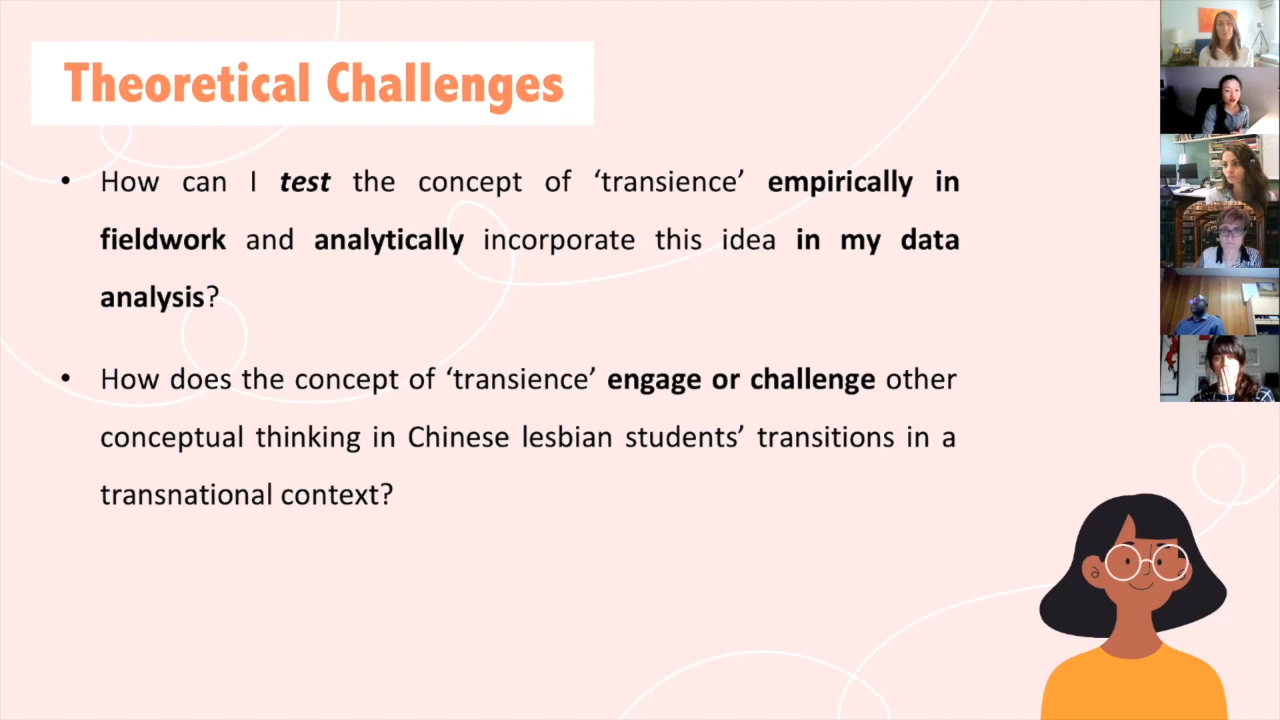 Theoretical Challenges
• How can I test the concept of ‘transience’ empirically in
fieldwork and analytically incorporate this idea in my data
analysis?
• How does the concept of ‘transience’ engage or challenge other
conceptual thinking in Chinese lesbian students’ transitions in a
transnational context?